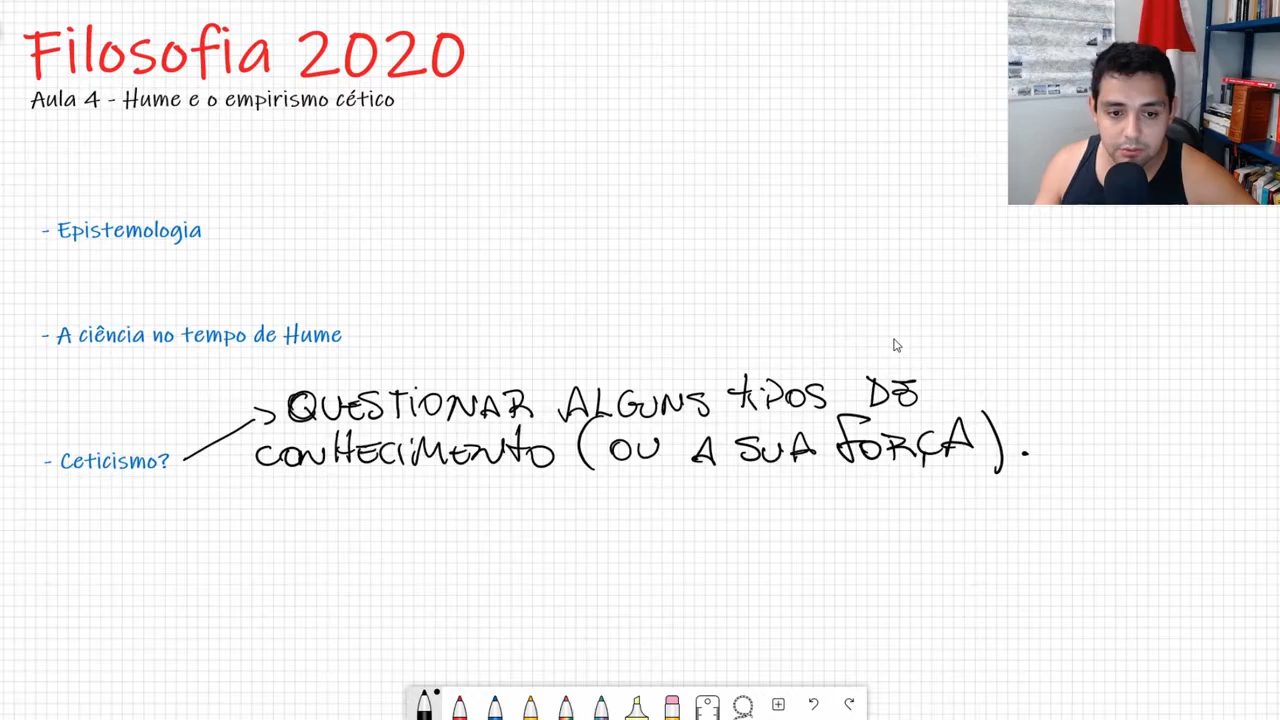 Filosofia 2020
Aula 4 - Hume e o empirismo cético
- Epistemologia
- A ciência no tempo de Hume
QUESTIONAR ALGUNS TIPOS DE
CONHECIMENTO (OU A SUA FORÇA).
- Ceticismo?